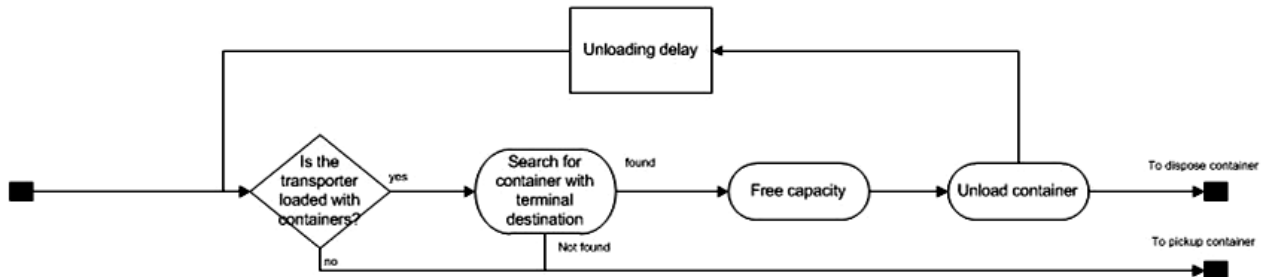 Unloading delay
Is the
transporter
loaded with
containers?
yes
Search for
container with
terminal
destination
found
Free capacity
Unload container
To dispose container
Not found
no
To pickup container